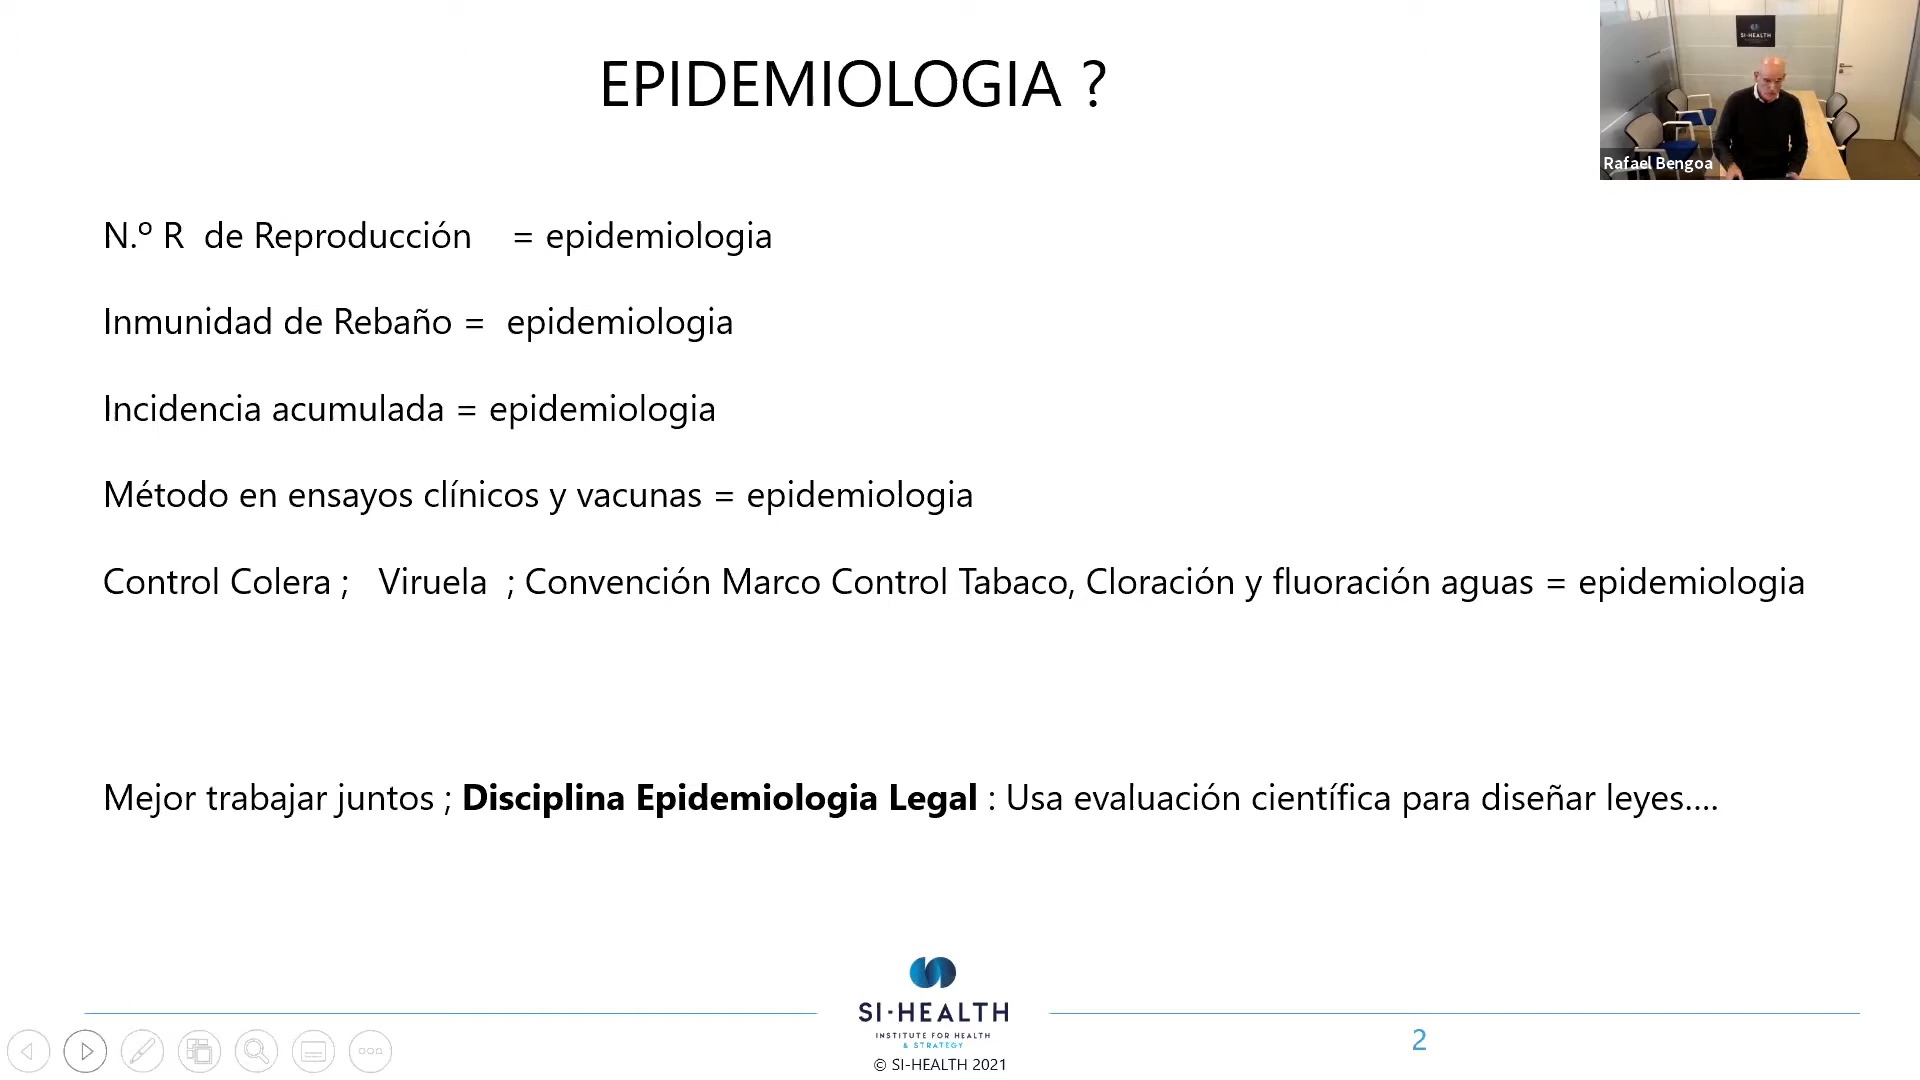 EPIDEMIOLOGIA ?
SI-HEALTH
Rafael Bengoa
N.º R de Reproducción = epidemiologia
Inmunidad de Rebaño = epidemiologia
Incidencia acumulada = epidemiologia
Método en ensayos clínicos y vacunas = epidemiologia
Control Colera ; Viruela ; Convención Marco Control Tabaco, Cloración y fluoración aguas = epidemiologia
Mejor trabajar juntos ; Disciplina Epidemiologia Legal : Usa evaluación científica para diseñar leyes....
SI-HEALTH
INSTITUTE FOR HEALTH
& STRATEGY
© SI-HEALTH 2021
2